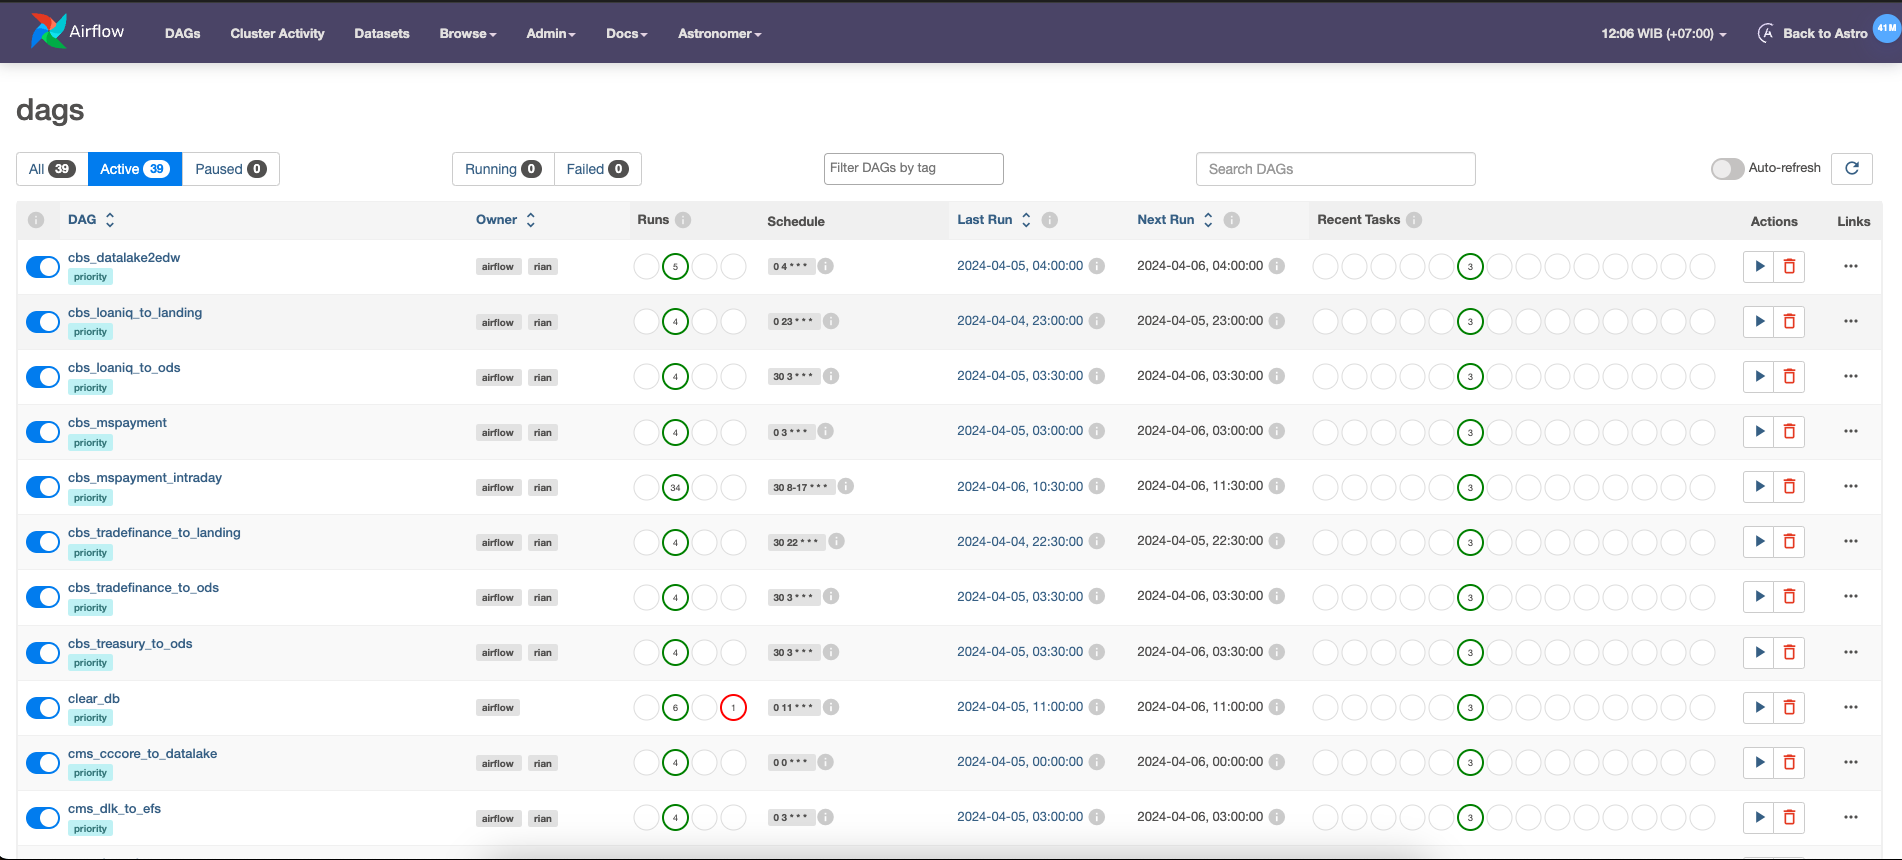 Airflow DAGs Cluster Activity Datasets Browse Admin Docs Astronomer 12:06 WIB (+07:00) Back to Astro 41M
dags
All 39 Active 39 Paused 0 Running 0 Failed 0 Filter DAGs by tag Search DAGs Auto-refresh
DAG Owner Runs Schedule Last Run Next Run Recent Tasks Actions Links
cbs_datalake2edw
priority
airflow rian 5 0 4 * * * 2024-04-05, 04:00:00 2024-04-06, 04:00:00 3
cbs_loaniq_to_landing
priority
airflow rian 4 0 23 * * * 2024-04-04, 23:00:00 2024-04-05, 23:00:00 3
cbs_loaniq_to_ods
priority
airflow rian 4 30 3 * * * 2024-04-05, 03:30:00 2024-04-06, 03:30:00 3
cbs_mspayment
priority
airflow rian 4 0 3 * * * 2024-04-05, 03:00:00 2024-04-06, 03:00:00 3
cbs_mspayment_intraday
priority
airflow rian 34 30 8-17 * * * 2024-04-06, 10:30:00 2024-04-06, 11:30:00 3
cbs_tradefinance_to_landing
priority
airflow rian 4 30 22 * * * 2024-04-04, 22:30:00 2024-04-05, 22:30:00 3
cbs_tradefinance_to_ods
priority
airflow rian 4 30 3 * * * 2024-04-05, 03:30:00 2024-04-06, 03:30:00 3
cbs_treasury_to_ods
priority
airflow rian 4 30 3 * * * 2024-04-05, 03:30:00 2024-04-06, 03:30:00 3
clear_db
priority
airflow 6 1 0 11 * * * 2024-04-05, 11:00:00 2024-04-06, 11:00:00 3
cms_cccore_to_datalake
priority
airflow rian 4 0 0 * * * 2024-04-05, 00:00:00 2024-04-06, 00:00:00 3
cms_dlk_to_efs
priority
airflow rian 4 0 3 * * * 2024-04-05, 03:00:00 2024-04-06, 03:00:00 3